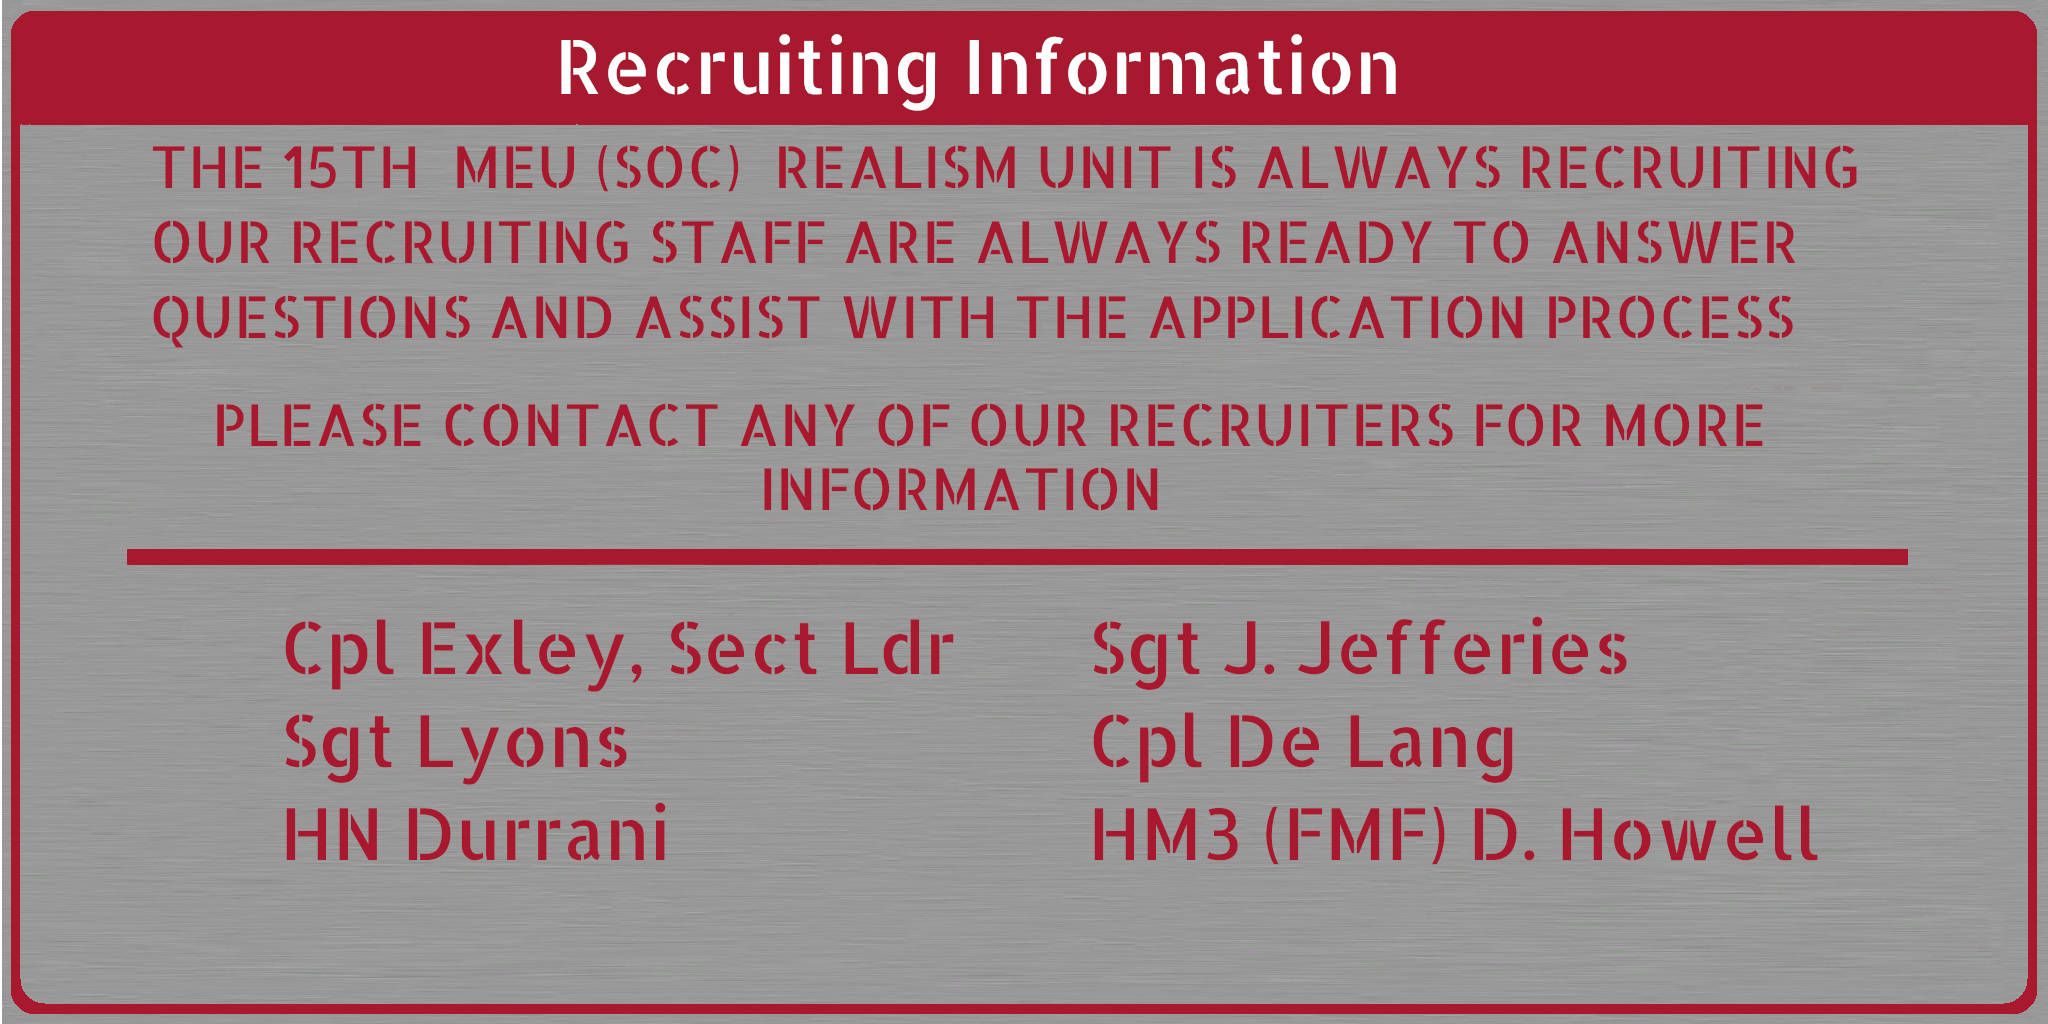 Recruiting Information
THE 15TH MEU (SOC) REALISM UNIT IS ALWAYS RECRUITING
OUR RECRUITING STAFF ARE ALWAYS READY TO ANSWER
QUESTIONS AND ASSIST WITH THE APPLICATION PROCESS
PLEASE CONTACT ANY OF OUR RECRUITERS FOR MORE
INFORMATION
Cpl Exley, Sect Ldr
Sgt Lyons
HN Durrani
Sgt J. Jefferies
Cpl De Lang
HM3 (FMF) D. Howell